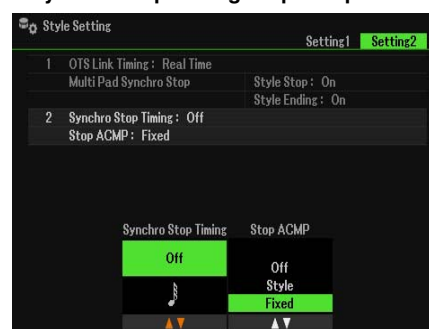 Style Setting
Setting1 Setting2
1 OTS Link Timing : Real Time
Multi Pad Synchro Stop Style Stop : On
Style Ending : On
2 Synchro Stop Timing : Off
Stop ACMP : Fixed
Synchro Stop Timing Stop ACMP
Off
Off
Style
Fixed